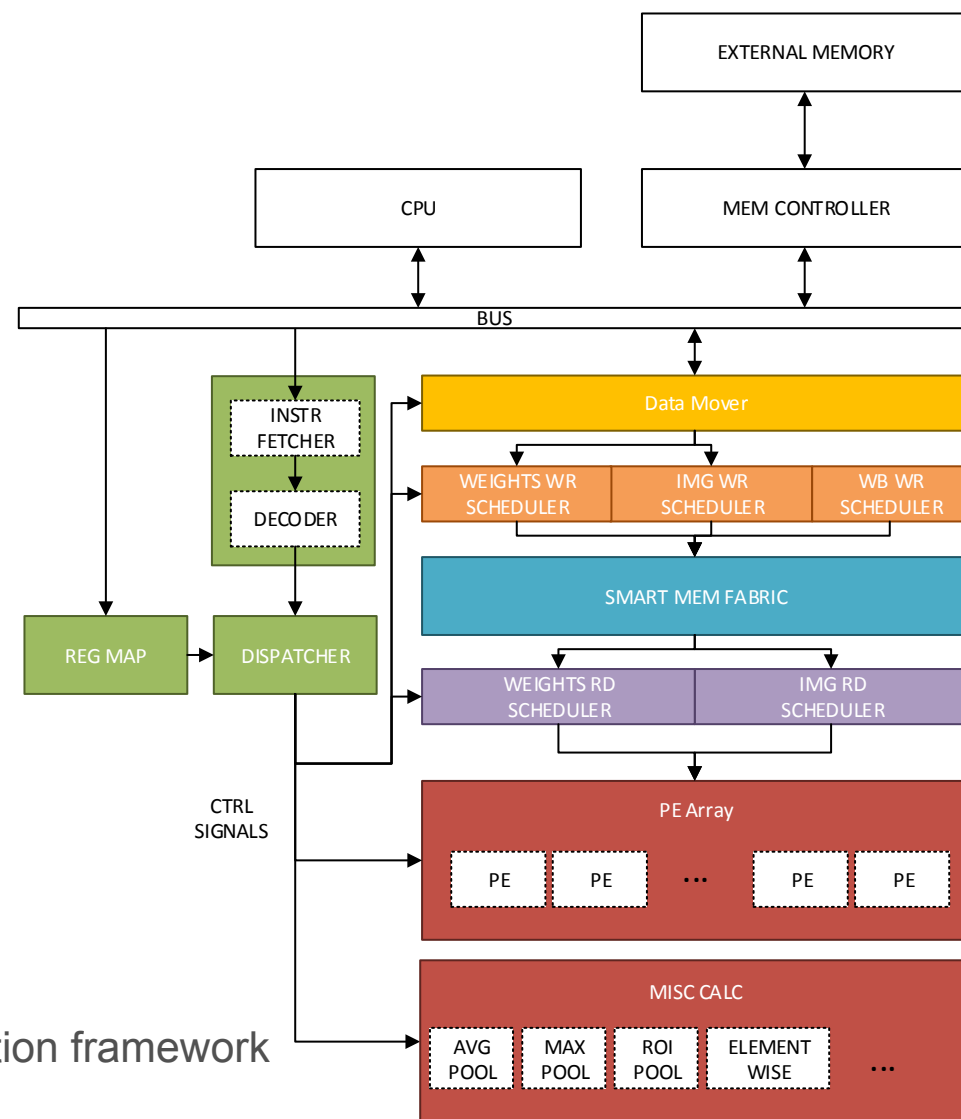 EXTERNAL MEMORY
CPU
MEM CONTROLLER
BUS
INSTR
FETCHER
DECODER
Data Mover
WEIGHTS WR
SCHEDULER
IMG WR
SCHEDULER
WB WR
SCHEDULER
SMART MEM FABRIC
REG MAP
DISPATCHER
WEIGHTS RD
SCHEDULER
IMG RD
SCHEDULER
CTRL
SIGNALS
PE Array
PE
PE
...
PE
PE
MISC CALC
AVG
POOL
MAX
POOL
ROI
POOL
ELEMENT
WISE
...
tion framework